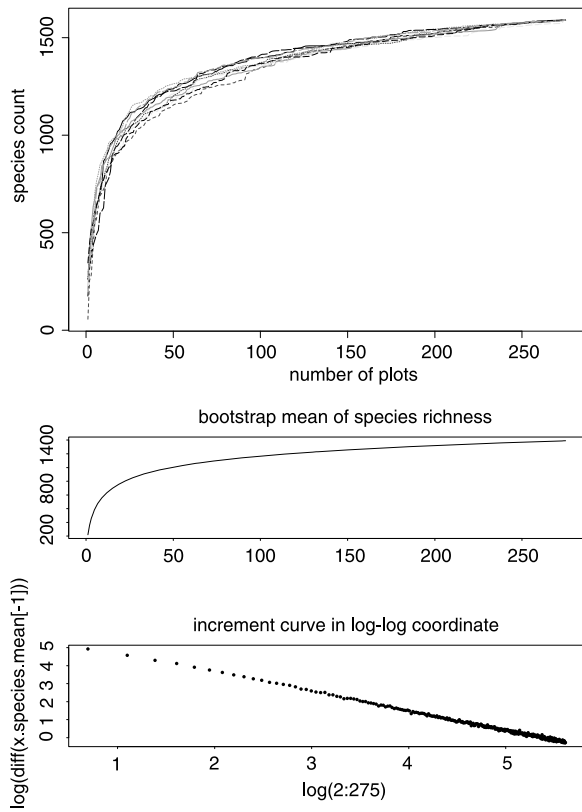 species count
1500
1000
500
0
0 50 100 150 200 250
number of plots
bootstrap mean of species richness
1400
800
200
0 50 100 150 200 250
increment curve in log-log coordinate
log(diff(x.species.mean[-1]))
5
4
3
2
1
0
1 2 3 4 5
log(2:275)